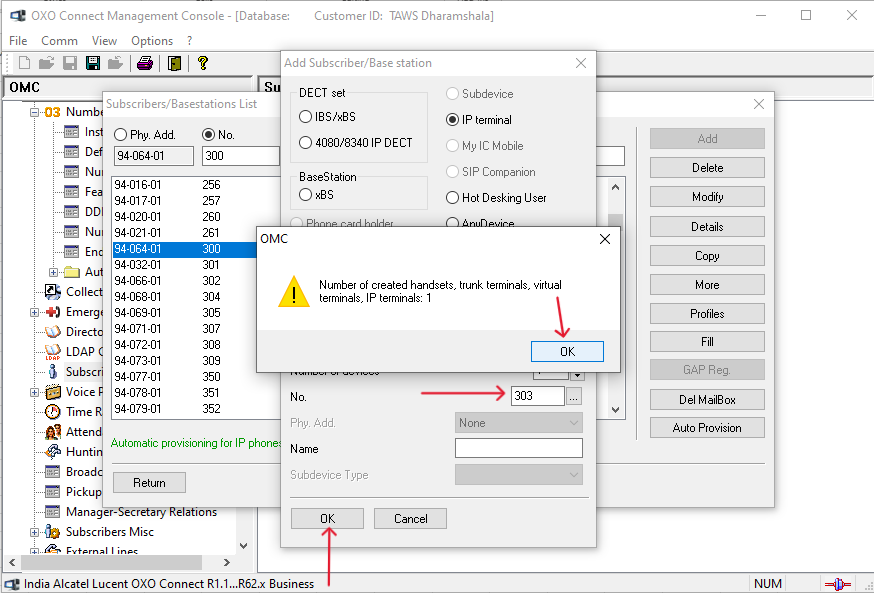 OXO Connect Management Console - [Database: Customer ID: TAWS Dharamshala]
File Comm View Options ?
OMC
Su
03 Numbe
Inst
Def
Nu
Fea
DDI
Nu
End
Aut
Collect
Emerge
Directo
LDAP C
LDAP
Subscri
Voice P
Time R
Attend
Huntin
Broadc
Pickup
Manager-Secretary Relations
Subscribers Misc
External Lines
Subscribers/Basestations List
Phy. Add. No.
94-064-01 300
94-016-01 256
94-017-01 257
94-020-01 260
94-021-01 261
94-064-01 300
94-032-01 301
94-066-01 302
94-068-01 304
94-069-01 305
94-071-01 307
94-072-01 308
94-073-01 309
94-077-01 350
94-078-01 351
94-079-01 352
Automatic provisioning for IP phones
Return
Add
Delete
Modify
Details
Copy
More
Profiles
Fill
GAP Reg.
Del MailBox
Auto Provision
Add Subscriber/Base station
DECT set
IBS/xBS
4080/8340 IP DECT
BaseStation
xBS
Phone card holder
Subdevice
IP terminal
My IC Mobile
SIP Companion
Hot Desking User
AnyDevice
OMC
Number of created handsets, trunk terminals, virtual
terminals, IP terminals: 1
OK
Number of devices 1
No. 303 ...
Phy. Add. None
Name
Subdevice Type
OK Cancel
India Alcatel Lucent OXO Connect R1.1...R62.x Business NUM